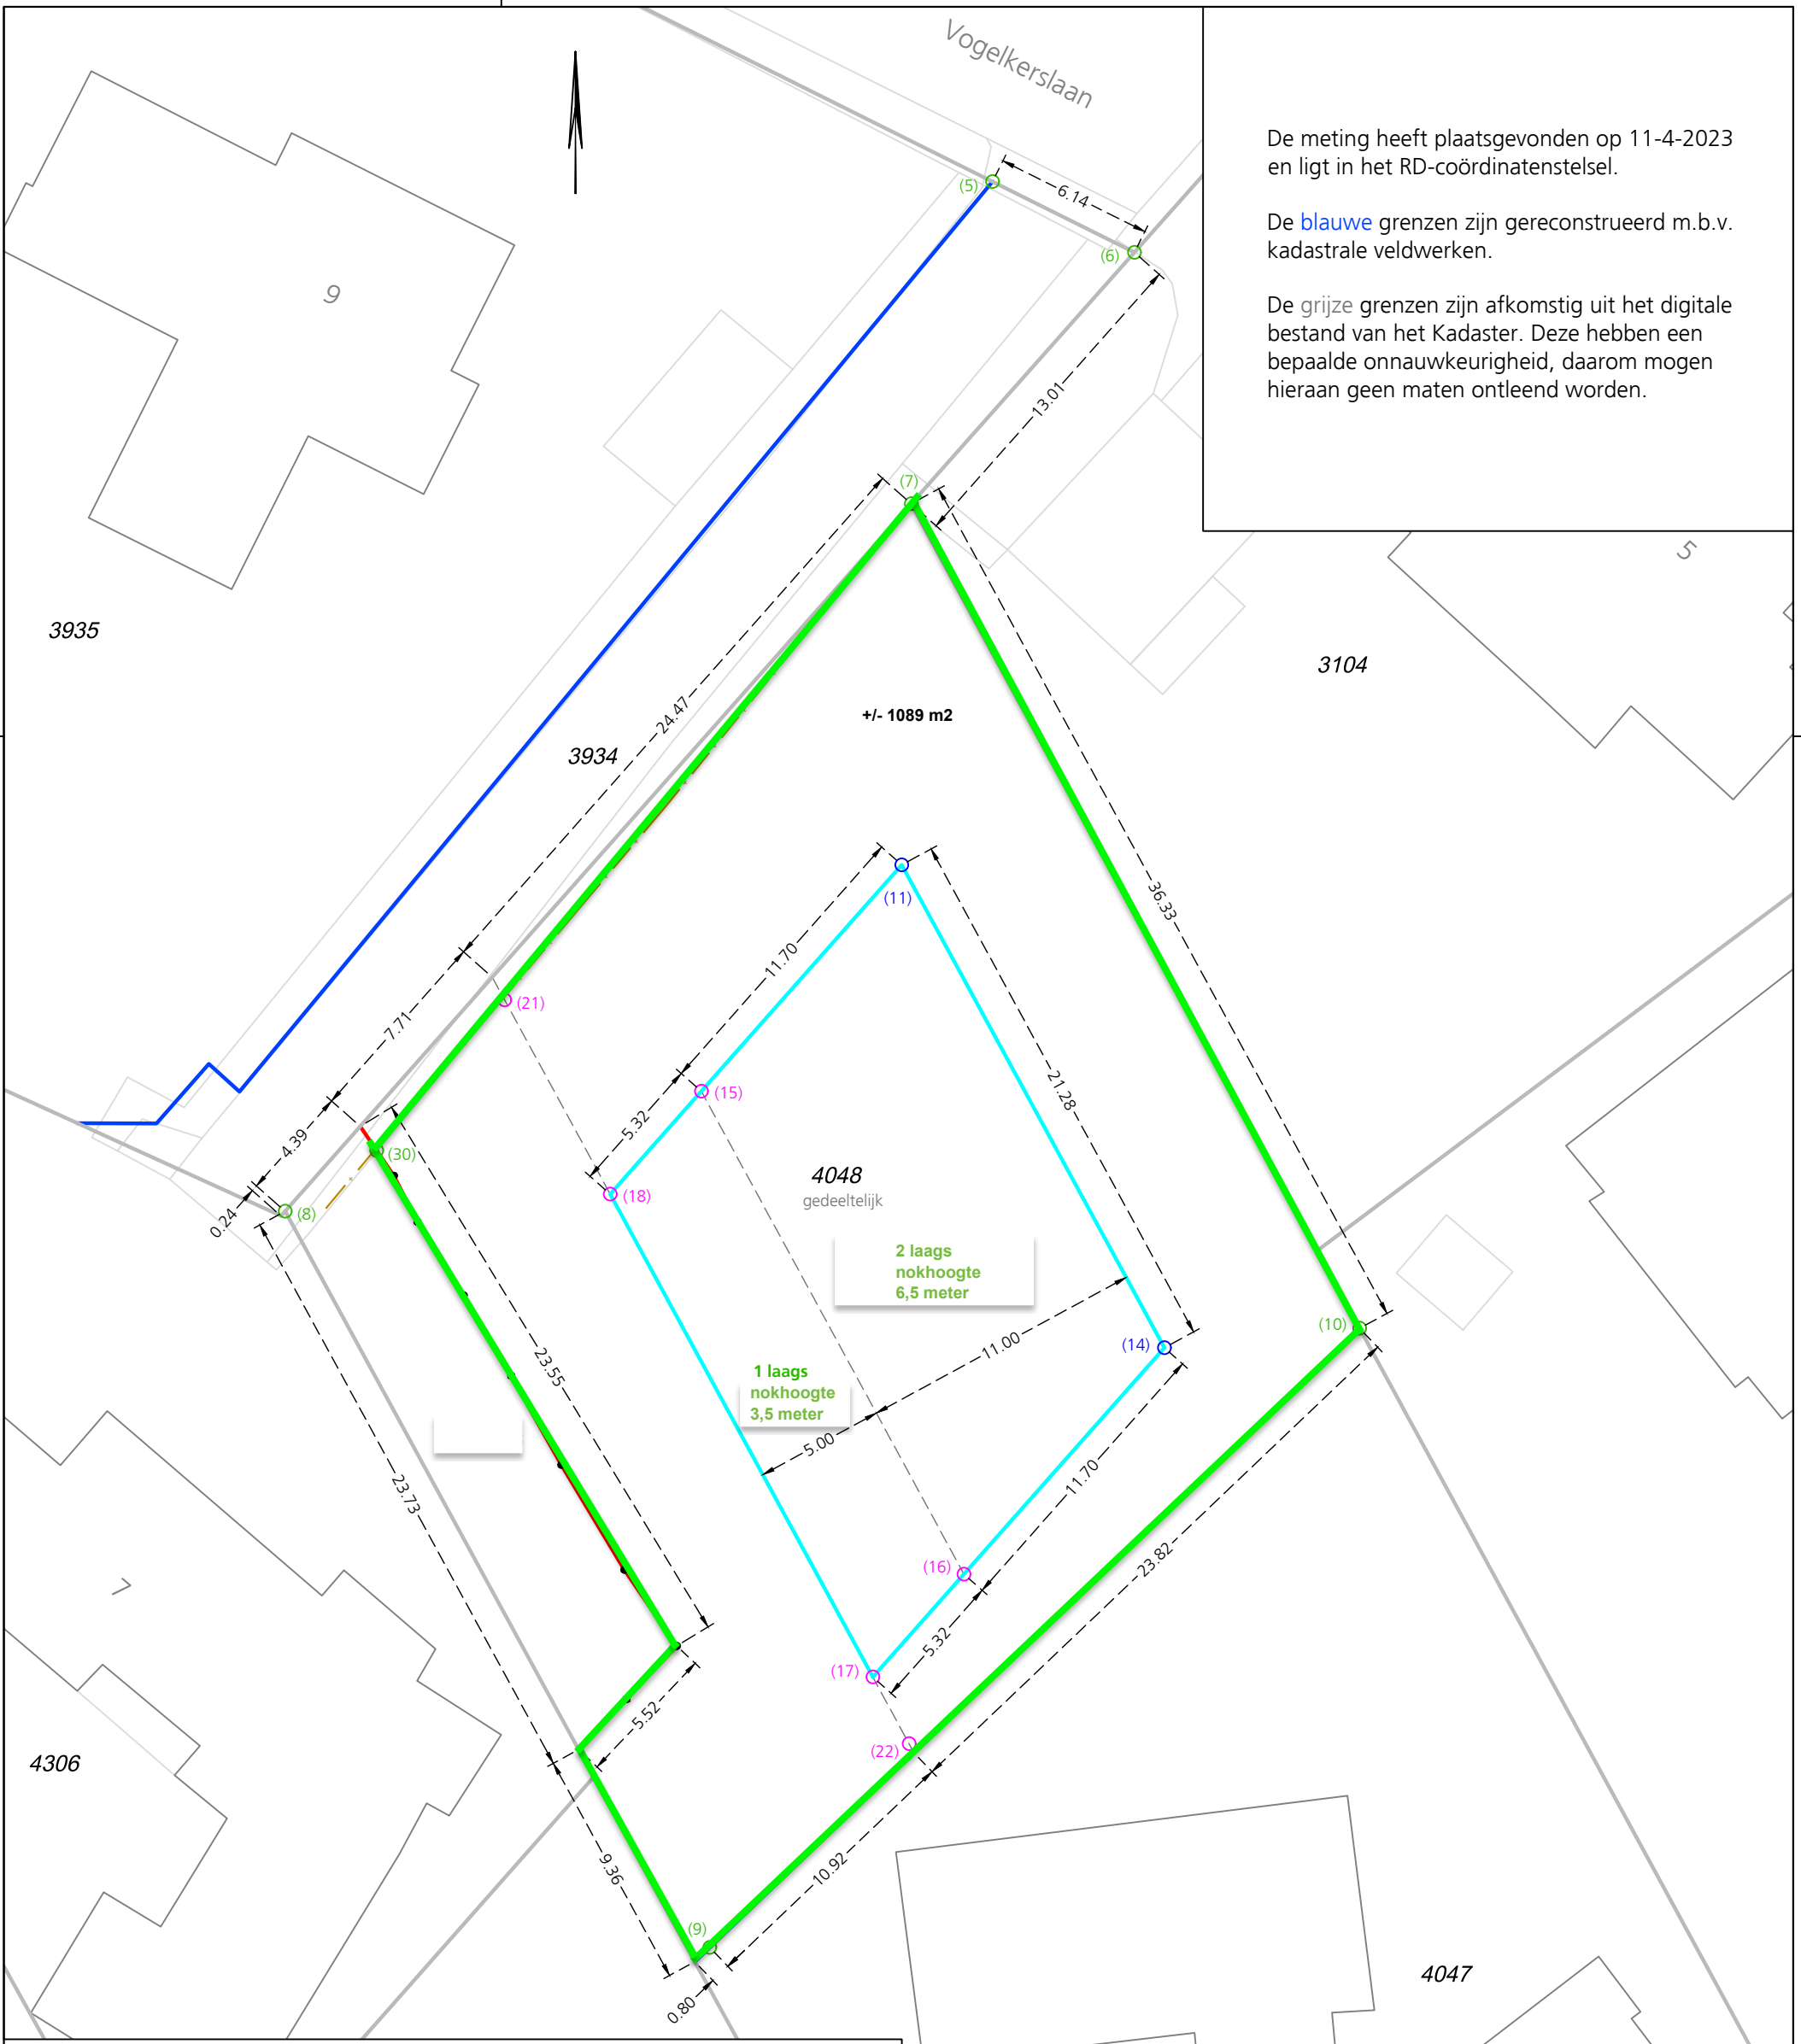 Vogelkerslaan
De meting heeft plaatsgevonden op 11-4-2023
en ligt in het RD-coördinatenstelsel.
De blauwe grenzen zijn gereconstrueerd m.b.v.
kadastrale veldwerken.
De grijze grenzen zijn afkomstig uit het digitale
bestand van het Kadaster. Deze hebben een
bepaalde onnauwkeurigheid, daarom mogen
hieraan geen maten ontleend worden.
(5)
6.14
(6)
9
13.01
(7)
5
3935
3104
24.47
+/- 1089 m2
3934
(11)
36.33
11.70
(21)
7.71
21.28
(15)
5.32
4.39
(30)
4048
gedeeltelijk
(18)
0.24
(8)
2 laags
nokhoogte
6,5 meter
(10)
11.00
(14)
23.55
1 laags
nokhoogte
3,5 meter
5.00
11.70
23.73
23.82
(16)
7
5.32
(17)
5.52
(22)
4306
9.36
10.92
(9)
4047
0.80